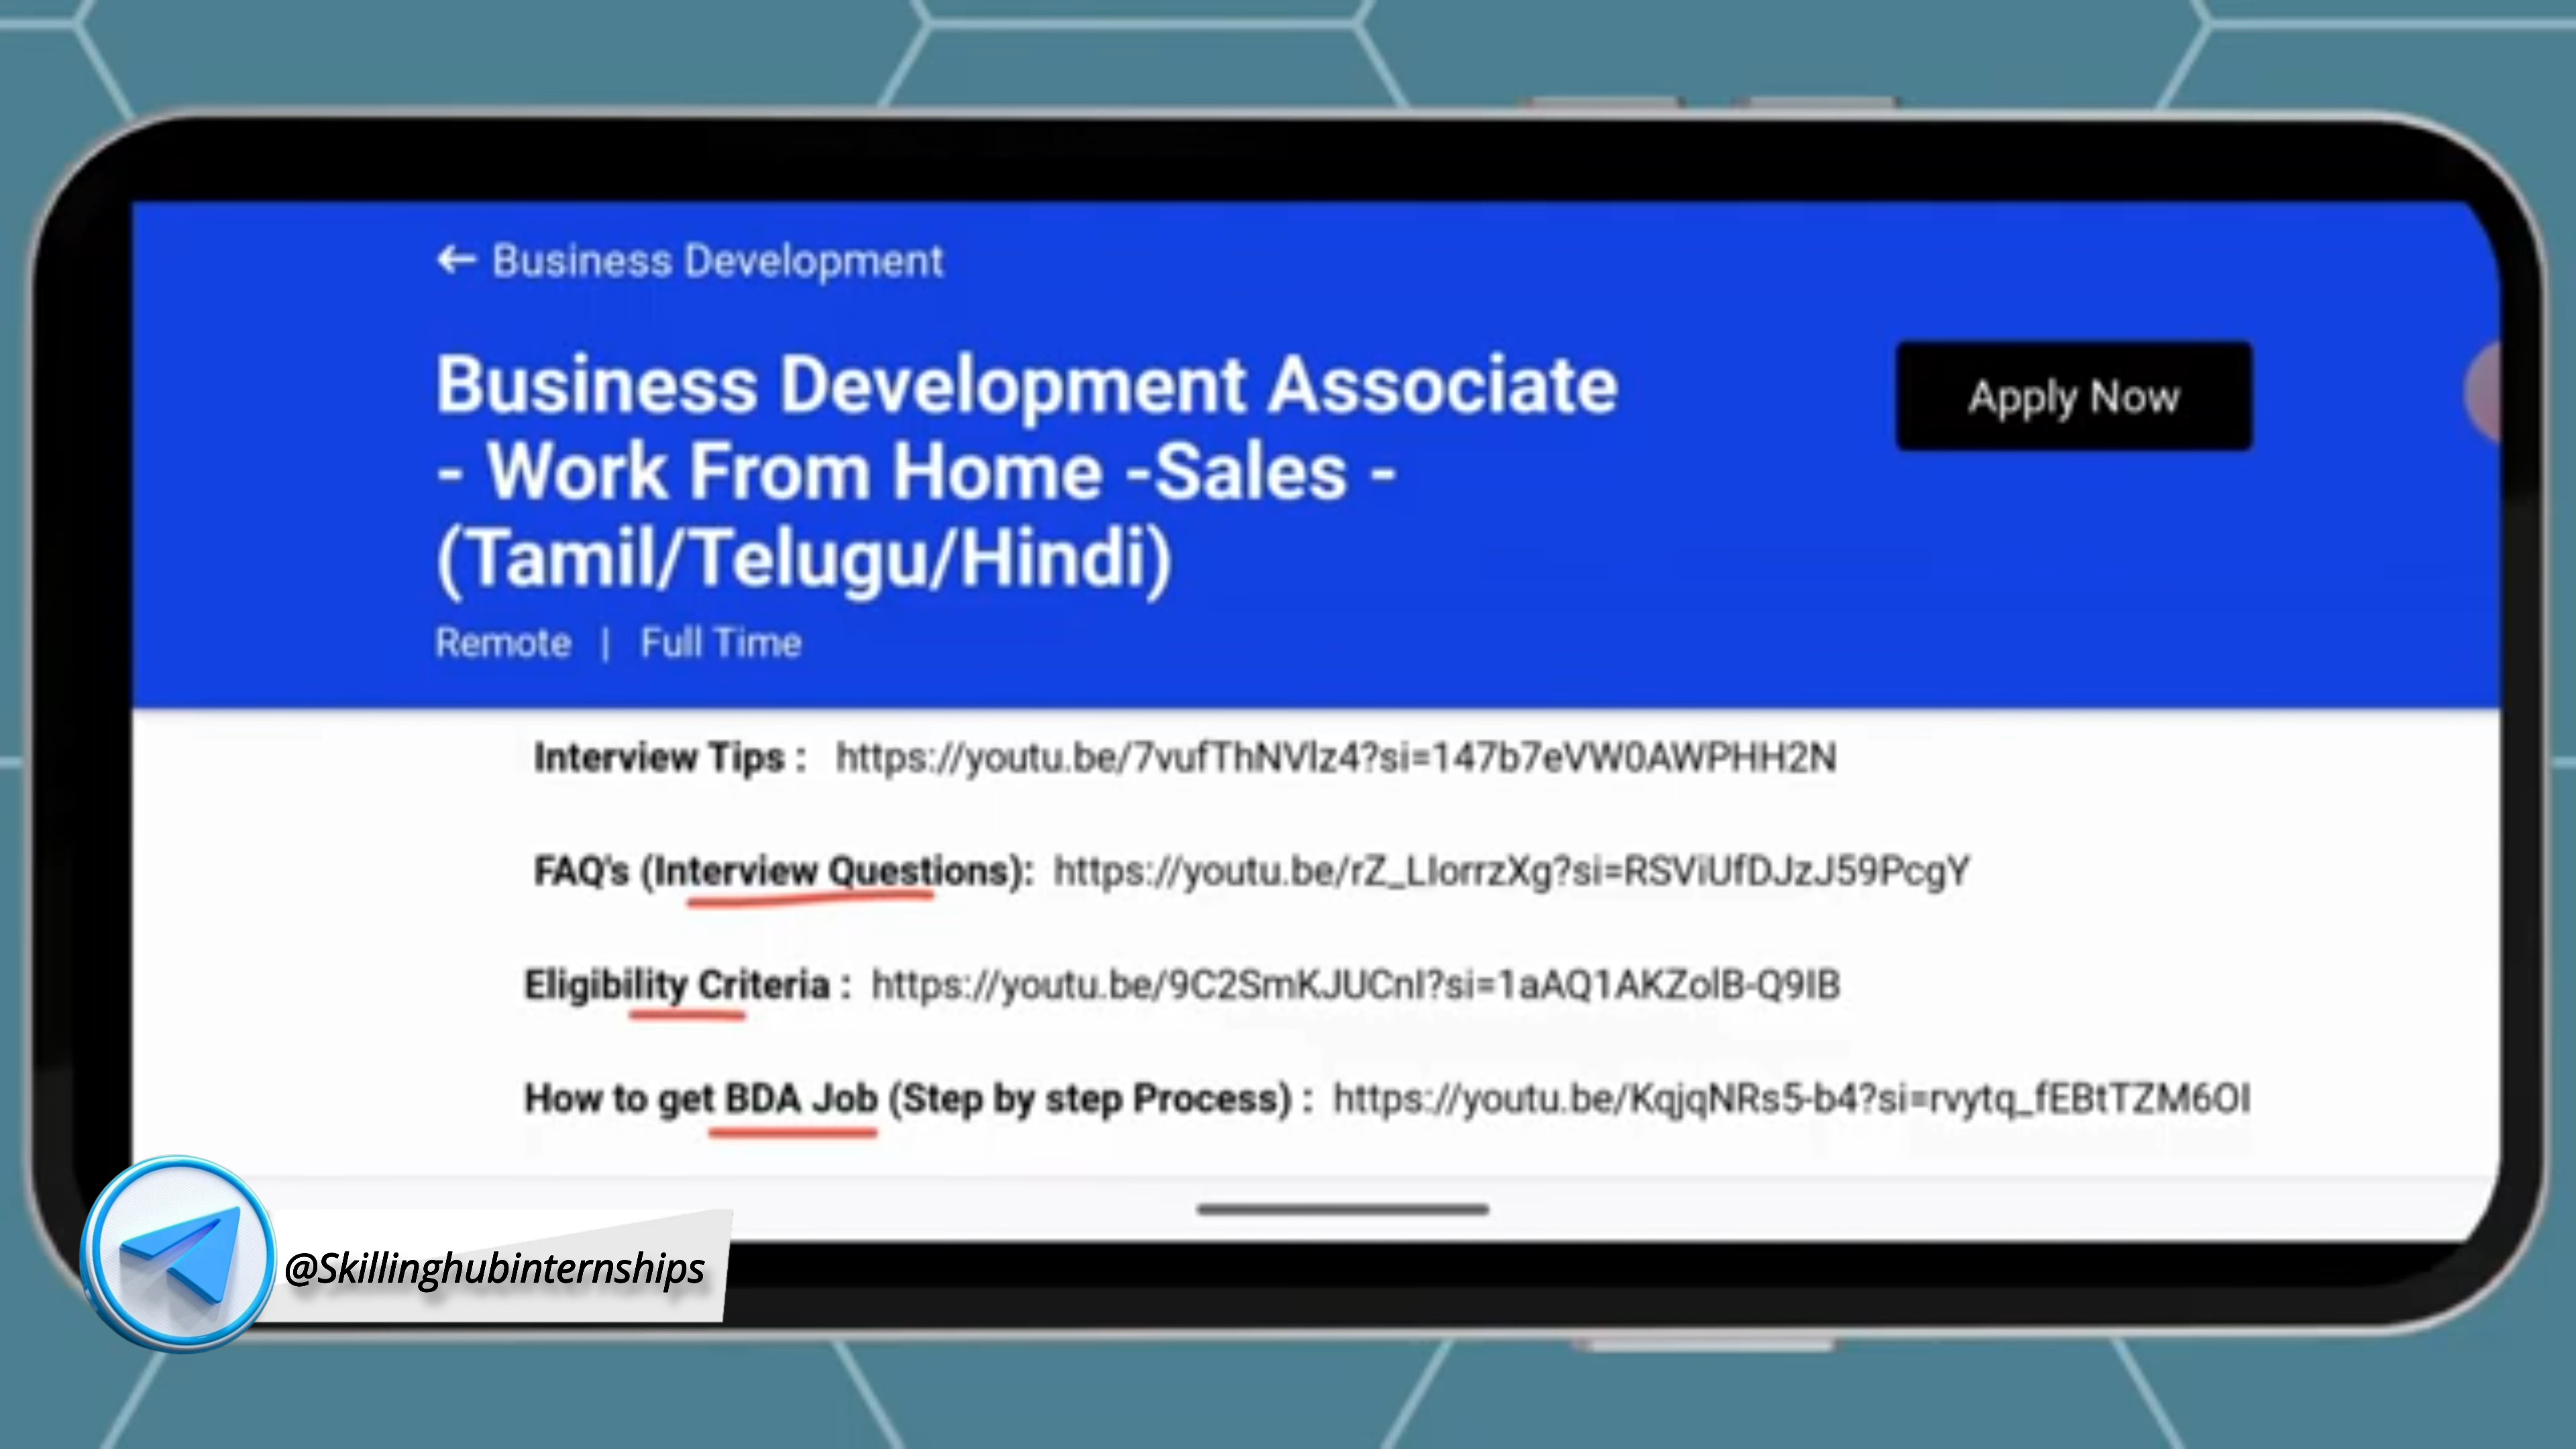 ← Business Development
Business Development Associate
- Work From Home -Sales -
(Tamil/Telugu/Hindi)
Remote | Full Time
Apply Now
Interview Tips : https://youtu.be/7vufThNVlz4?si=147b7eVW0AWPHH2N
FAQ's (Interview Questions): https://youtu.be/rZ_LIorrzXg?si=RSViUfDJzJ59PcgY
Eligibility Criteria : https://youtu.be/9C2SmKJUCnI?si=1aAQ1AKZolB-Q9IB
How to get BDA Job (Step by step Process) : https://youtu.be/KqjqNRs5-b4?si=rvytq_fEBtTZM6OI
@Skillinghubinternships